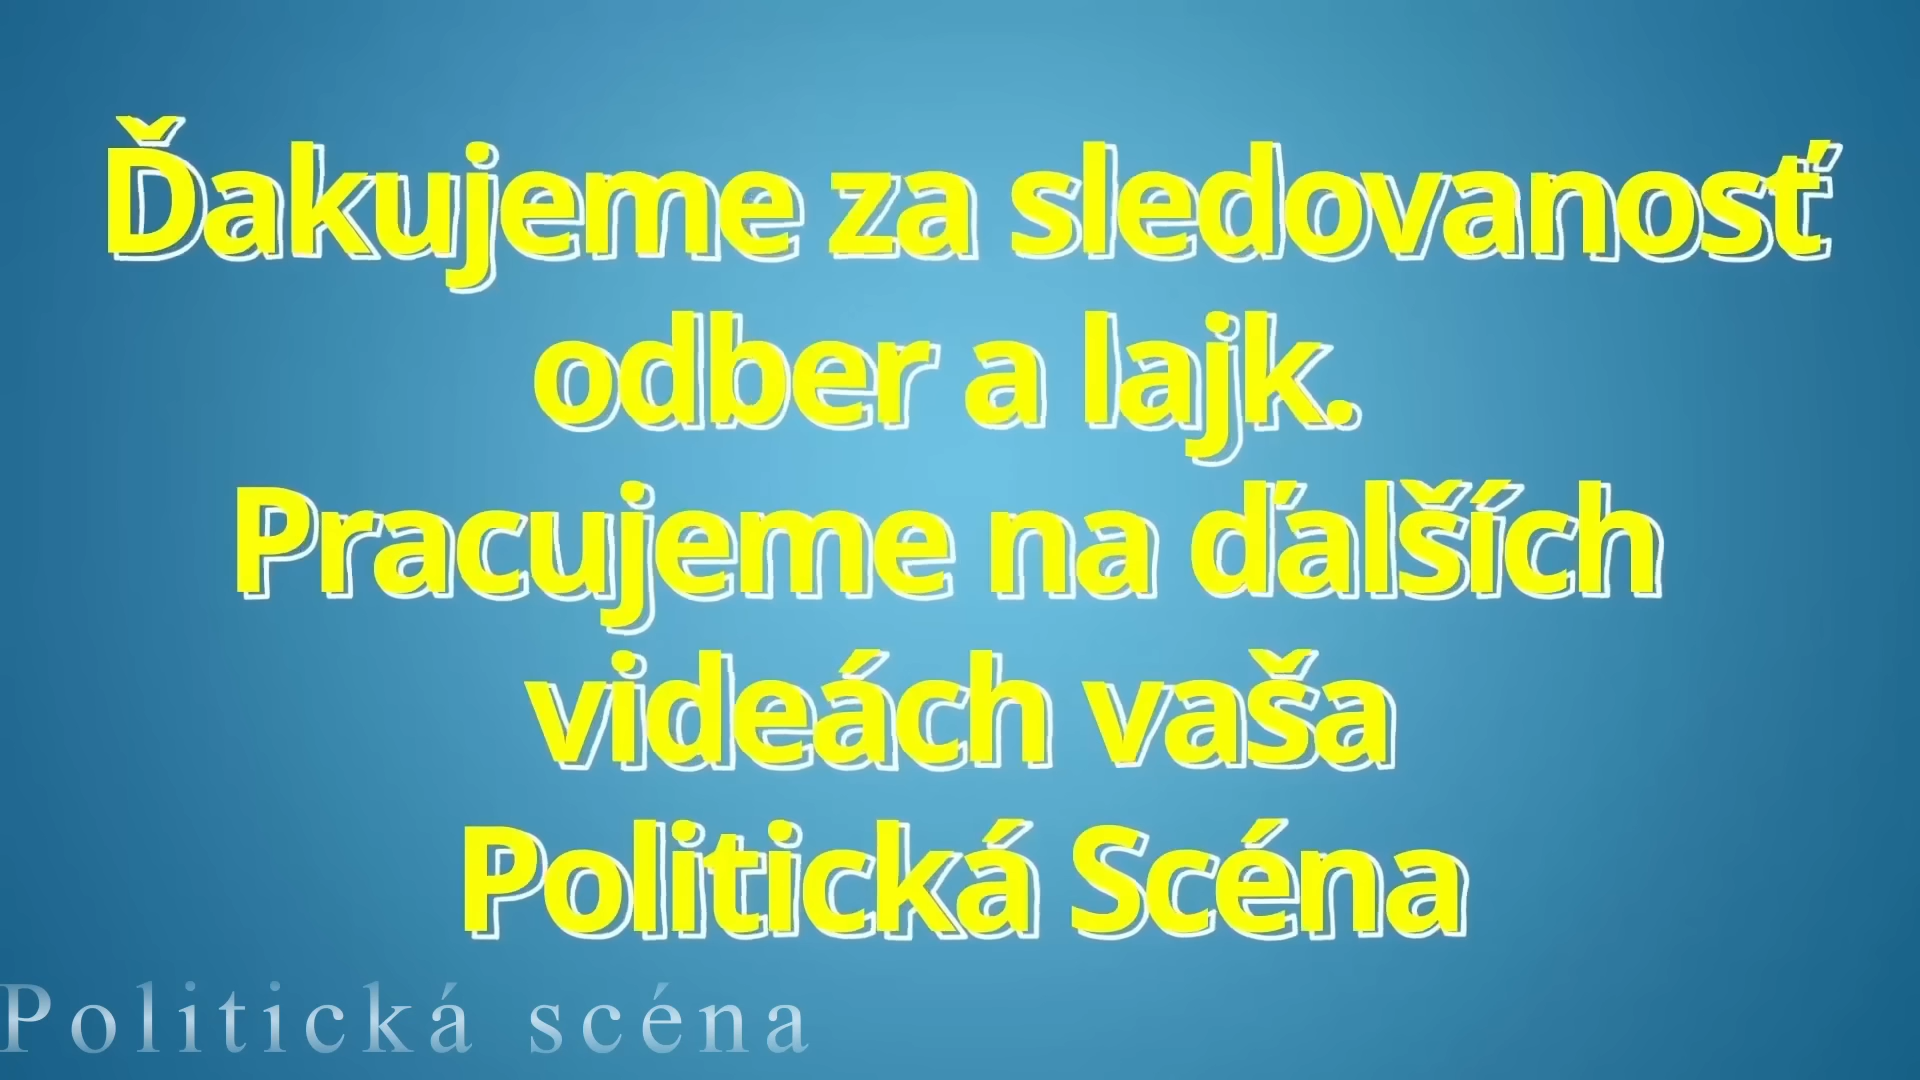 Ďakujeme za sledovanosť
odber a lajk.
Pracujeme na ďalších
videách vaša
Politická Scéna
Politická scéna